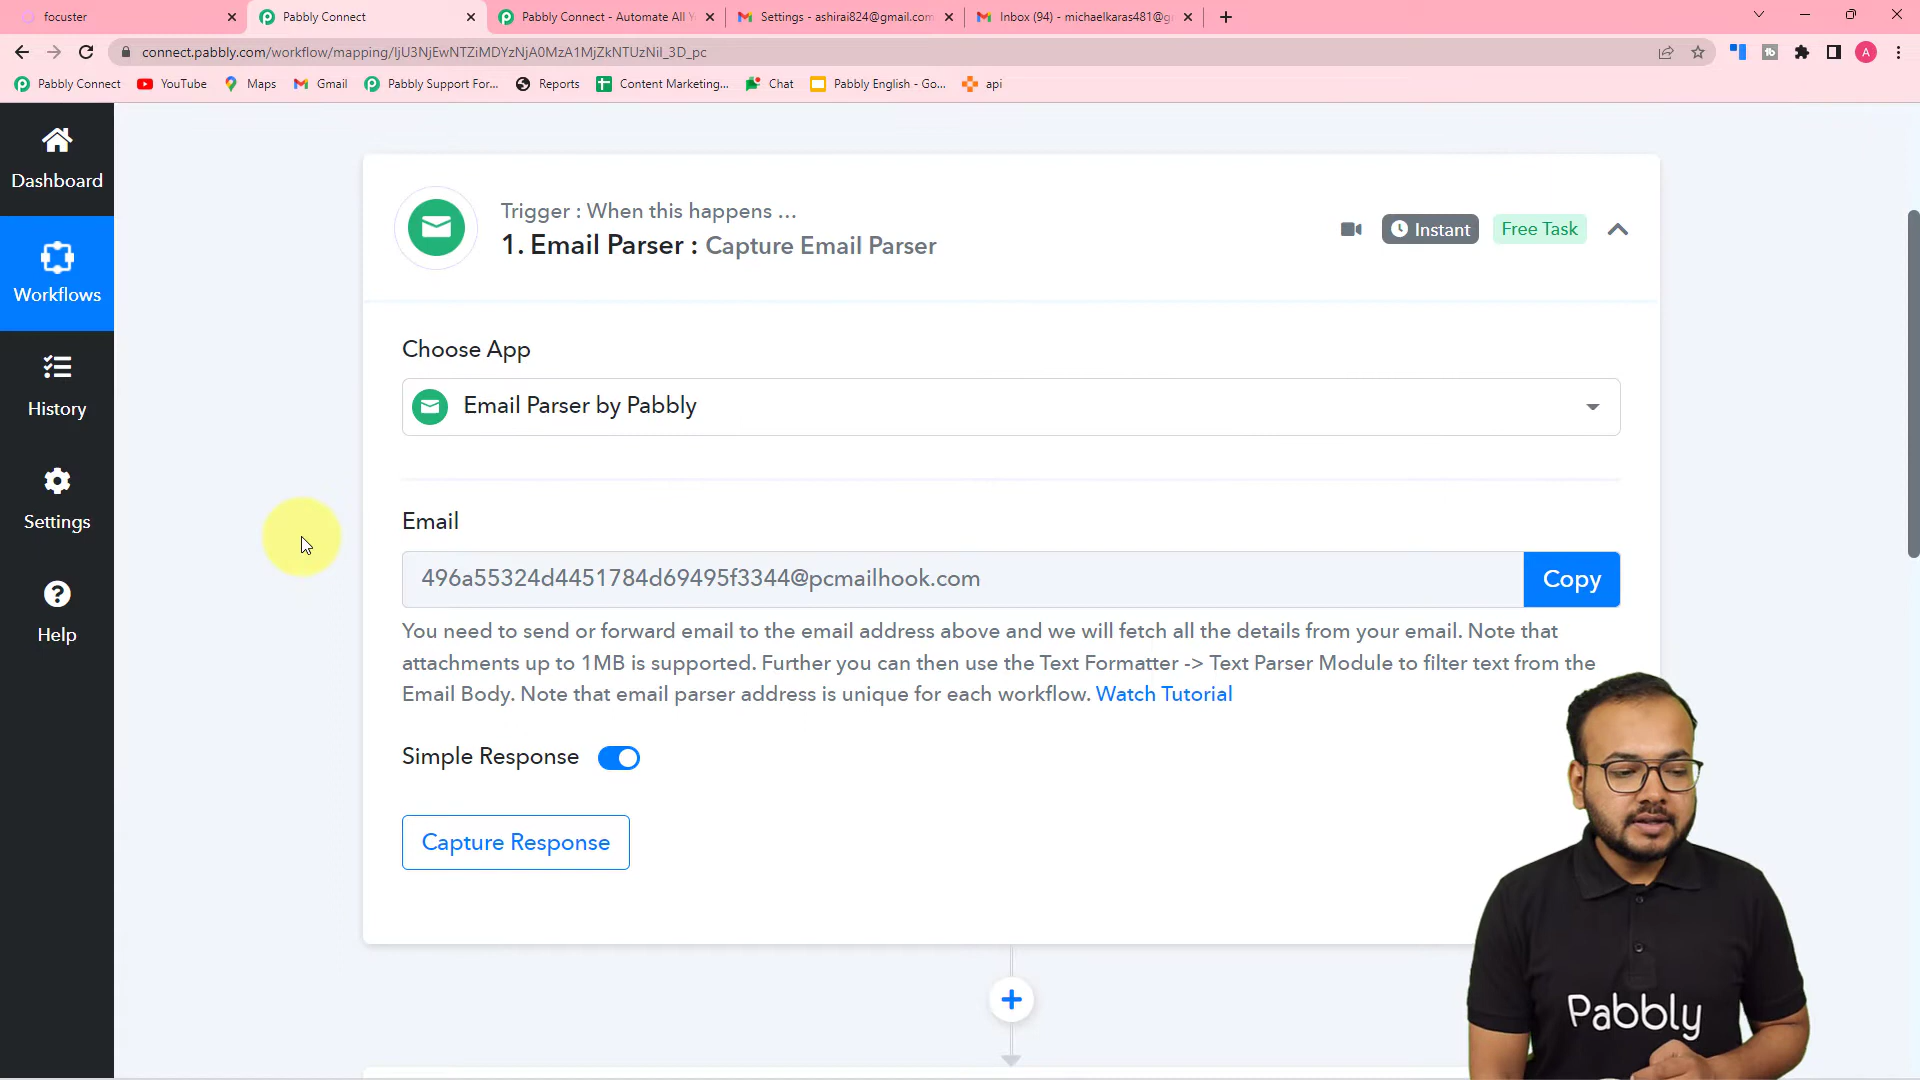 focuster
Pabbly Connect
Pabbly Connect - Automate All Y
Settings - ashirai824@gmail.com
Inbox (94) - michaelkaras481@g
connect.pabbly.com/workflow/mapping/IjU3NjEwNTZiMDYzNjA0MzA1MjZkNTUzNiI_3D_pc
A
Pabbly Connect
YouTube
Maps
Gmail
Pabbly Support For...
Reports
Content Marketing...
Chat
Pabbly English - Go...
api
Dashboard
Workflows
History
Settings
Help
Trigger : When this happens ...
1. Email Parser : Capture Email Parser
Instant
Free Task
Choose App
Email Parser by Pabbly
Email
496a55324d4451784d69495f3344@pcmailhook.com
Copy
You need to send or forward email to the email address above and we will fetch all the details from your email. Note that
attachments up to 1MB is supported. Further you can then use the Text Formatter -> Text Parser Module to filter text from the
Email Body. Note that email parser address is unique for each workflow. Watch Tutorial
Simple Response
Capture Response
Pabbly